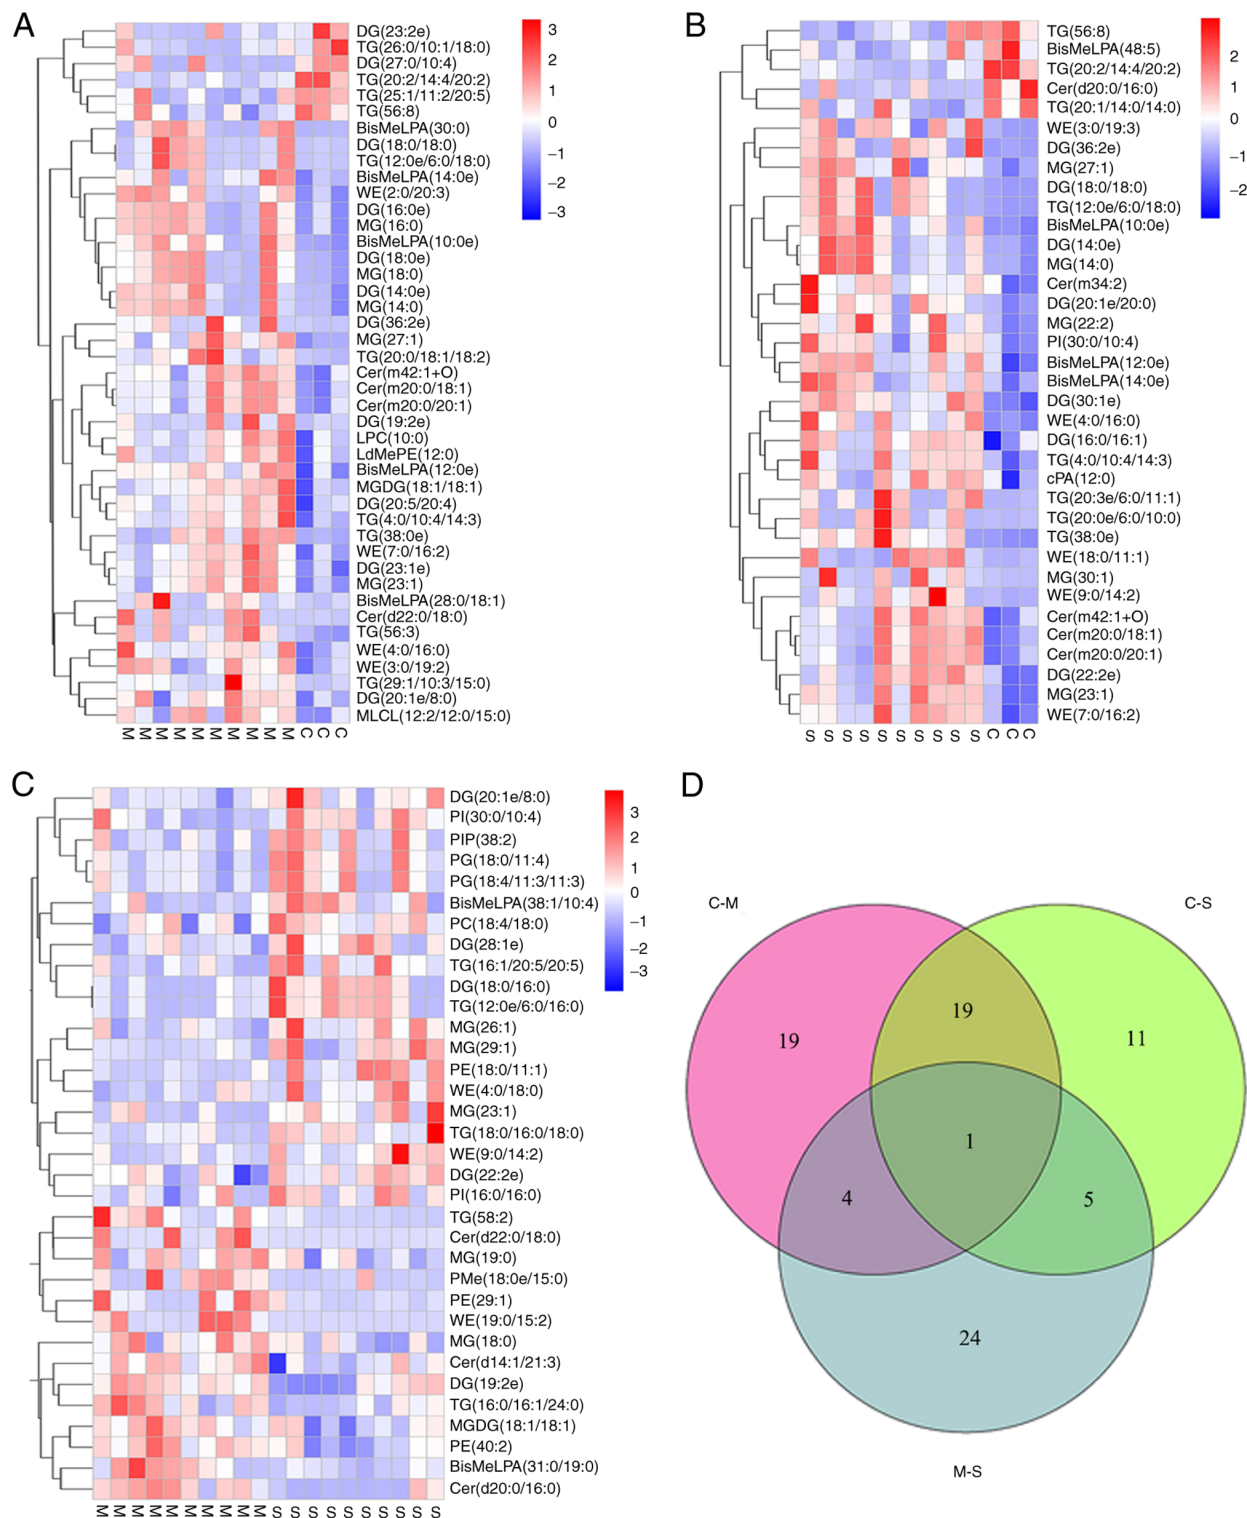 A
DG(23:2e)
TG(26:0/10:1/18:0)
DG(27:0/10:4)
TG(20:2/14:4/20:2)
TG(25:1/11:2/20:5)
TG(56:8)
BisMeLPA(30:0)
DG(18:0/18:0)
TG(12:0e/6:0/18:0)
BisMeLPA(14:0e)
WE(2:0/20:3)
DG(16:0e)
MG(16:0)
BisMeLPA(10:0e)
DG(18:0e)
MG(18:0)
DG(14:0e)
MG(14:0)
DG(36:2e)
MG(27:1)
TG(20:0/18:1/18:2)
Cer(m42:1+O)
Cer(m20:0/18:1)
Cer(m20:0/20:1)
DG(19:2e)
LPC(10:0)
LdMePE(12:0)
BisMeLPA(12:0e)
MGDG(18:1/18:1)
DG(20:5/20:4)
TG(4:0/10:4/14:3)
TG(38:0e)
WE(7:0/16:2)
DG(23:1e)
MG(23:1)
BisMeLPA(28:0/18:1)
Cer(d22:0/18:0)
TG(56:3)
WE(4:0/16:0)
WE(3:0/19:2)
TG(29:1/10:3/15:0)
DG(20:1e/8:0)
MLCL(12:2/12:0/15:0)
M M M M M M M M M M C C C
3
2
1
0
−1
−2
−3
B
TG(56:8)
BisMeLPA(48:5)
TG(20:2/14:4/20:2)
Cer(d20:0/16:0)
TG(20:1/14:0/14:0)
WE(3:0/19:3)
DG(36:2e)
MG(27:1)
DG(18:0/18:0)
TG(12:0e/6:0/18:0)
BisMeLPA(10:0e)
DG(14:0e)
MG(14:0)
Cer(m34:2)
DG(20:1e/20:0)
MG(22:2)
PI(30:0/10:4)
BisMeLPA(12:0e)
BisMeLPA(14:0e)
DG(30:1e)
WE(4:0/16:0)
DG(16:0/16:1)
TG(4:0/10:4/14:3)
cPA(12:0)
TG(20:3e/6:0/11:1)
TG(20:0e/6:0/10:0)
TG(38:0e)
WE(18:0/11:1)
MG(30:1)
WE(9:0/14:2)
Cer(m42:1+O)
Cer(m20:0/18:1)
Cer(m20:0/20:1)
DG(22:2e)
MG(23:1)
WE(7:0/16:2)
S S S S S S S S S S C C C
2
1
0
−1
−2
C
DG(20:1e/8:0)
PI(30:0/10:4)
PIP(38:2)
PG(18:0/11:4)
PG(18:4/11:3/11:3)
BisMeLPA(38:1/10:4)
PC(18:4/18:0)
DG(28:1e)
TG(16:1/20:5/20:5)
DG(18:0/16:0)
TG(12:0e/6:0/16:0)
MG(26:1)
MG(29:1)
PE(18:0/11:1)
WE(4:0/18:0)
MG(23:1)
TG(18:0/16:0/18:0)
WE(9:0/14:2)
DG(22:2e)
PI(16:0/16:0)
TG(58:2)
Cer(d22:0/18:0)
MG(19:0)
PMe(18:0e/15:0)
PE(29:1)
WE(19:0/15:2)
MG(18:0)
Cer(d14:1/21:3)
DG(19:2e)
TG(16:0/16:1/24:0)
MGDG(18:1/18:1)
PE(40:2)
BisMeLPA(31:0/19:0)
Cer(d20:0/16:0)
M M M M M M M M M M S S S S S S S S S S
3
2
1
0
−1
−2
−3
D
C-M
C-S
19
19
11
1
4
5
24
M-S